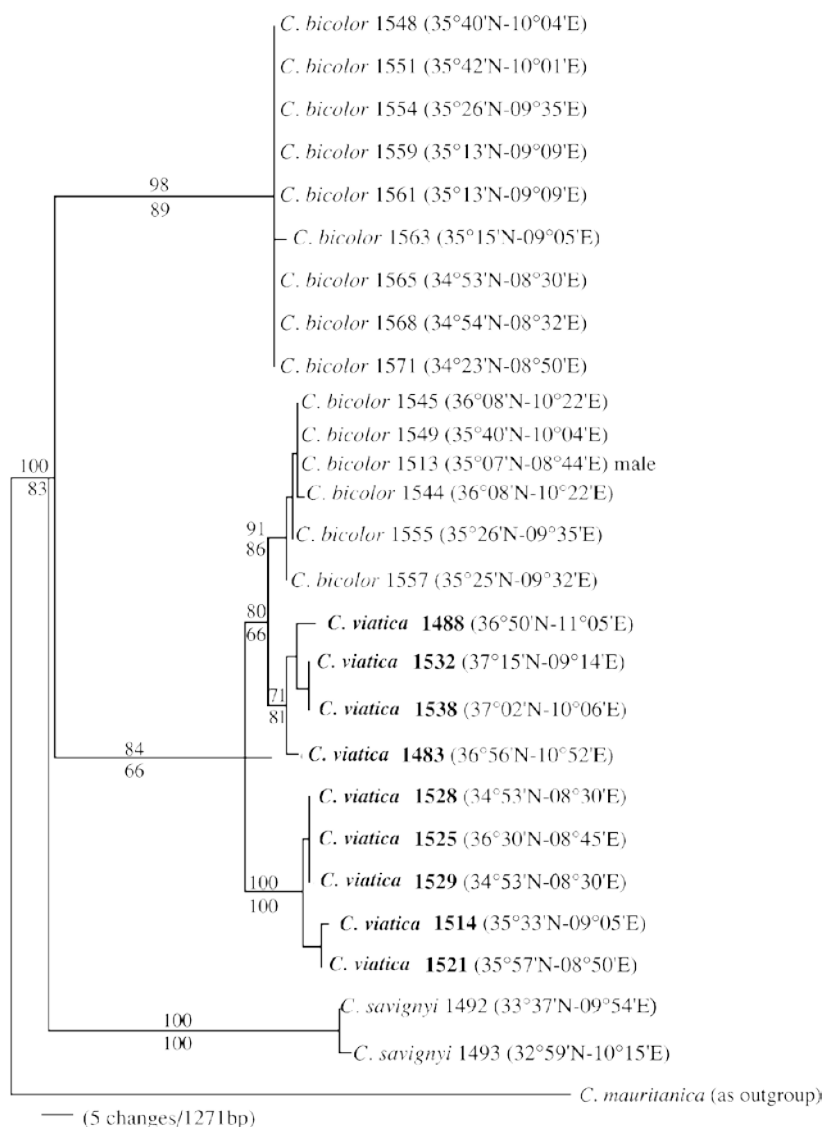 C. bicolor 1548 (35°40'N-10°04'E)
C. bicolor 1551 (35°42'N-10°01'E)
C. bicolor 1554 (35°26'N-09°35'E)
C. bicolor 1559 (35°13'N-09°09'E)
98
C. bicolor 1561 (35°13'N-09°09'E)
89
C. bicolor 1563 (35°15'N-09°05'E)
C. bicolor 1565 (34°53'N-08°30'E)
C. bicolor 1568 (34°54'N-08°32'E)
C. bicolor 1571 (34°23'N-08°50'E)
C. bicolor 1545 (36°08'N-10°22'E)
C. bicolor 1549 (35°40'N-10°04'E)
C. bicolor 1513 (35°07'N-08°44'E) male
100
83
C. bicolor 1544 (36°08'N-10°22'E)
91
C. bicolor 1555 (35°26'N-09°35'E)
86
C. bicolor 1557 (35°25'N-09°32'E)
80
C. viatica 1488 (36°50'N-11°05'E)
66
C. viatica 1532 (37°15'N-09°14'E)
71
C. viatica 1538 (37°02'N-10°06'E)
81
84
C. viatica 1483 (36°56'N-10°52'E)
66
C. viatica 1528 (34°53'N-08°30'E)
C. viatica 1525 (36°30'N-08°45'E)
100
C. viatica 1529 (34°53'N-08°30'E)
100
C. viatica 1514 (35°33'N-09°05'E)
C. viatica 1521 (35°57'N-08°50'E)
C. savignyi 1492 (33°37'N-09°54'E)
100
100
C. savignyi 1493 (32°59'N-10°15'E)
C. mauritanica (as outgroup)
(5 changes/1271bp)